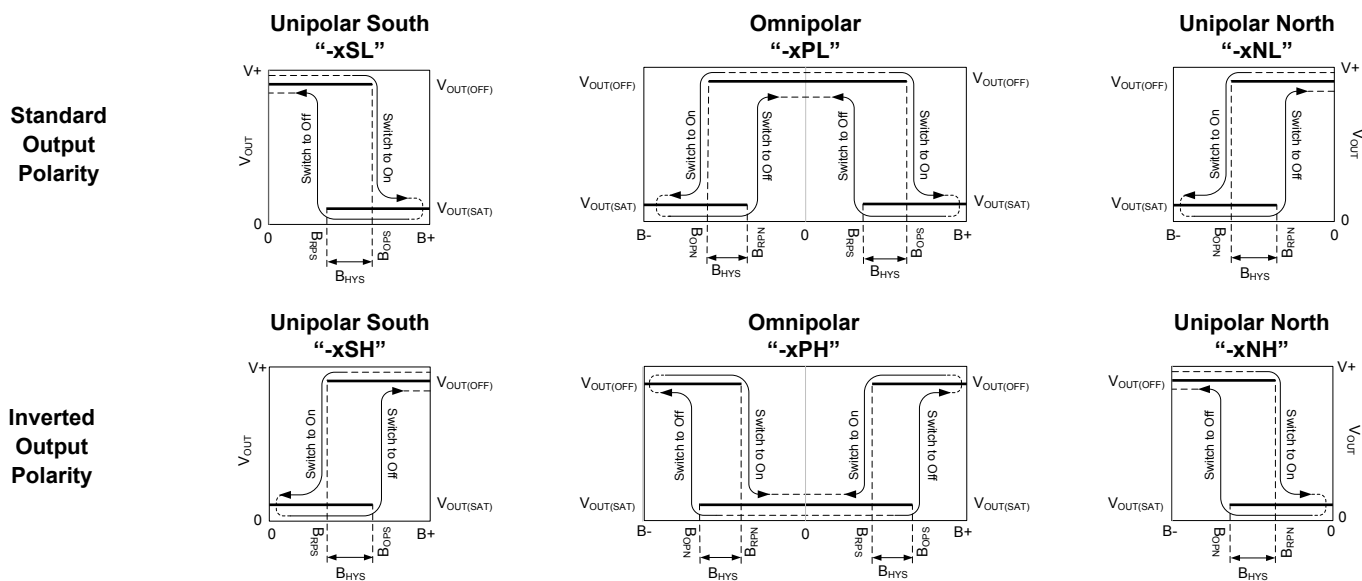 Standard
Output
Polarity
Unipolar South
“-xSL”
V+
VOUT
0
Switch to Off
Switch to On
VOUT(OFF)
VOUT(SAT)
0
BRPS
BOPS
B+
BHYS
Omnipolar
“-xPL”
VOUT(OFF)
VOUT(SAT)
Switch to On
Switch to Off
Switch to Off
Switch to On
VOUT(OFF)
VOUT(SAT)
B-
BOPN
BRPN
0
BRPS
BOPS
B+
BHYS
BHYS
Unipolar North
“-xNL”
VOUT(OFF)
VOUT(SAT)
Switch to On
Switch to Off
V+
VOUT
0
B-
BOPN
BRPN
0
BHYS
Inverted
Output
Polarity
Unipolar South
“-xSH”
V+
VOUT
0
Switch to On
Switch to Off
VOUT(OFF)
VOUT(SAT)
0
BRPS
BOPS
B+
BHYS
Omnipolar
“-xPH”
VOUT(OFF)
VOUT(SAT)
Switch to Off
Switch to On
Switch to On
Switch to Off
VOUT(OFF)
VOUT(SAT)
B-
BOPN
BRPN
0
BRPS
BOPS
B+
BHYS
BHYS
Unipolar North
“-xNH”
VOUT(OFF)
VOUT(SAT)
Switch to Off
Switch to On
V+
VOUT
0
B-
BOPN
BRPN
0
BHYS